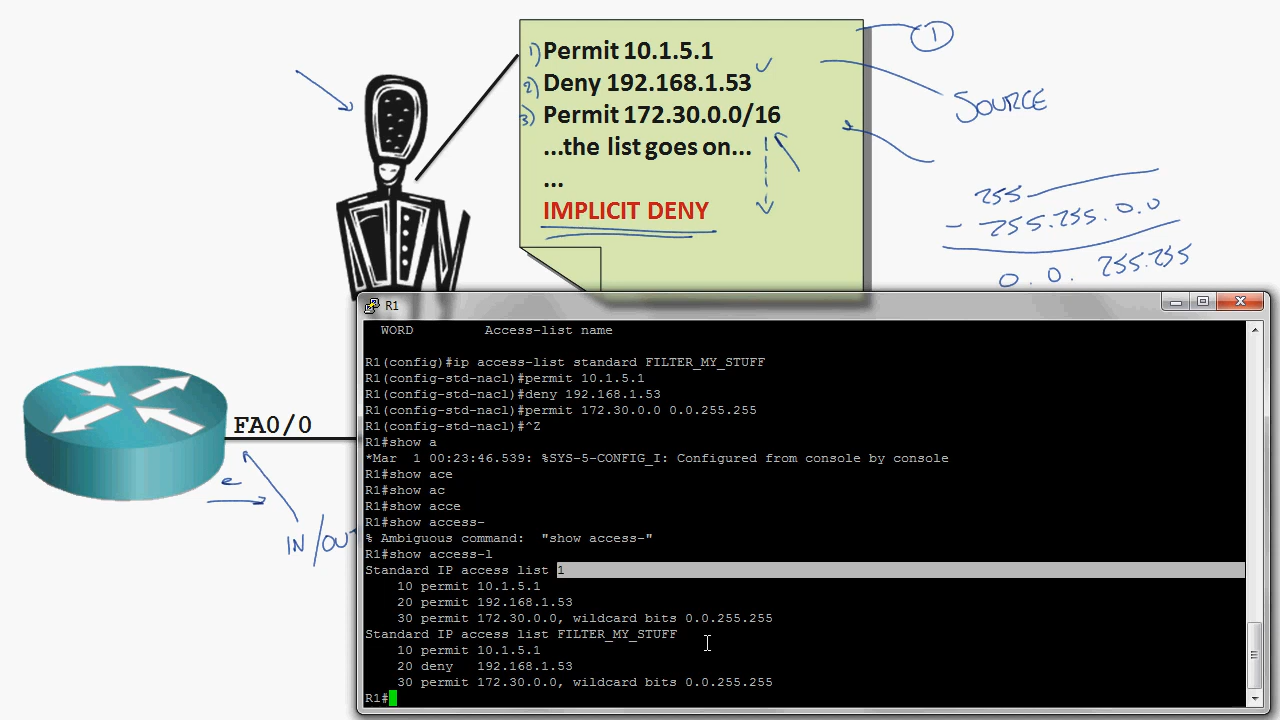 1) Permit 10.1.5.1
2) Deny 192.168.1.53
3) Permit 172.30.0.0/16
...the list goes on...
...
IMPLICIT DENY
1
SOURCE
255
- 255.255.0.0
0.0.255.255
FA0/0
e
IN/OUT
R1
WORD Access-list name
R1(config)#ip access-list standard FILTER_MY_STUFF
R1(config-std-nacl)#permit 10.1.5.1
R1(config-std-nacl)#deny 192.168.1.53
R1(config-std-nacl)#permit 172.30.0.0 0.0.255.255
R1(config-std-nacl)#^Z
R1#show a
*Mar 1 00:23:46.539: %SYS-5-CONFIG_I: Configured from console by console
R1#show ace
R1#show ac
R1#show acce
R1#show access-
% Ambiguous command: "show access-"
R1#show access-l
Standard IP access list 1
10 permit 10.1.5.1
20 permit 192.168.1.53
30 permit 172.30.0.0, wildcard bits 0.0.255.255
Standard IP access list FILTER_MY_STUFF
10 permit 10.1.5.1
20 deny 192.168.1.53
30 permit 172.30.0.0, wildcard bits 0.0.255.255
R1#